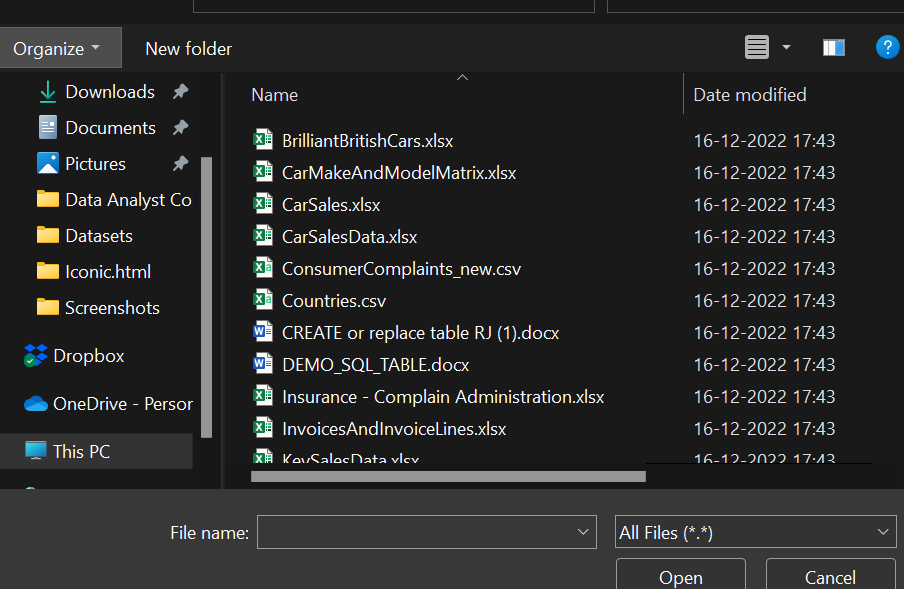 Organize New folder
Name Date modified
Downloads
Documents
Pictures
Data Analyst Co
Datasets
Iconic.html
Screenshots
Dropbox
OneDrive - Persor
This PC
BrilliantBritishCars.xlsx 16-12-2022 17:43
CarMakeAndModelMatrix.xlsx 16-12-2022 17:43
CarSales.xlsx 16-12-2022 17:43
CarSalesData.xlsx 16-12-2022 17:43
ConsumerComplaints_new.csv 16-12-2022 17:43
Countries.csv 16-12-2022 17:43
CREATE or replace table RJ (1).docx 16-12-2022 17:43
DEMO_SQL_TABLE.docx 16-12-2022 17:43
Insurance - Complain Administration.xlsx 16-12-2022 17:43
InvoicesAndInvoiceLines.xlsx 16-12-2022 17:43
KeySalesData.xlsx 16-12-2022 17:43
File name: All Files (*.*)
Open Cancel